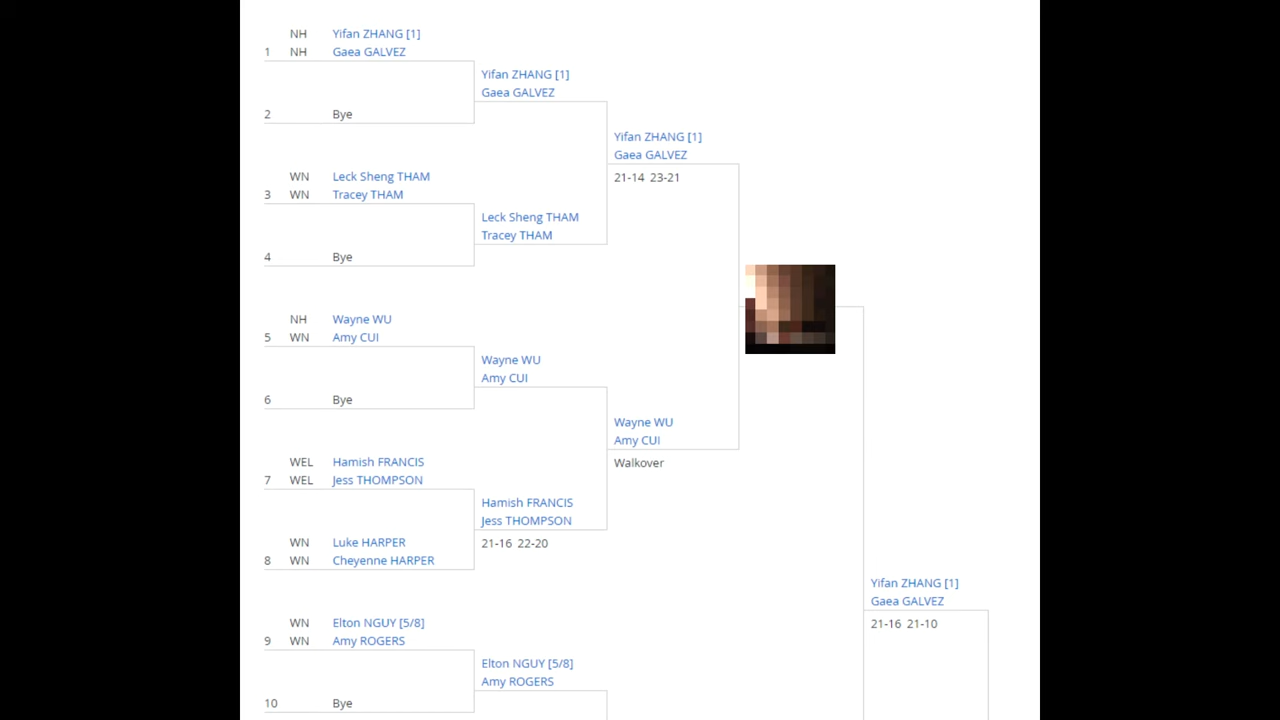 NH Yifan ZHANG [1]
1 NH Gaea GALVEZ
Yifan ZHANG [1]
Gaea GALVEZ
2 Bye
Yifan ZHANG [1]
Gaea GALVEZ
21-14 23-21
WN Leck Sheng THAM
3 WN Tracey THAM
Leck Sheng THAM
Tracey THAM
4 Bye
NH Wayne WU
5 WN Amy CUI
Wayne WU
Amy CUI
6 Bye
Wayne WU
Amy CUI
Walkover
WEL Hamish FRANCIS
7 WEL Jess THOMPSON
Hamish FRANCIS
Jess THOMPSON
21-16 22-20
WN Luke HARPER
8 WN Cheyenne HARPER
Yifan ZHANG [1]
Gaea GALVEZ
21-16 21-10
WN Elton NGUY [5/8]
9 WN Amy ROGERS
Elton NGUY [5/8]
Amy ROGERS
10 Bye